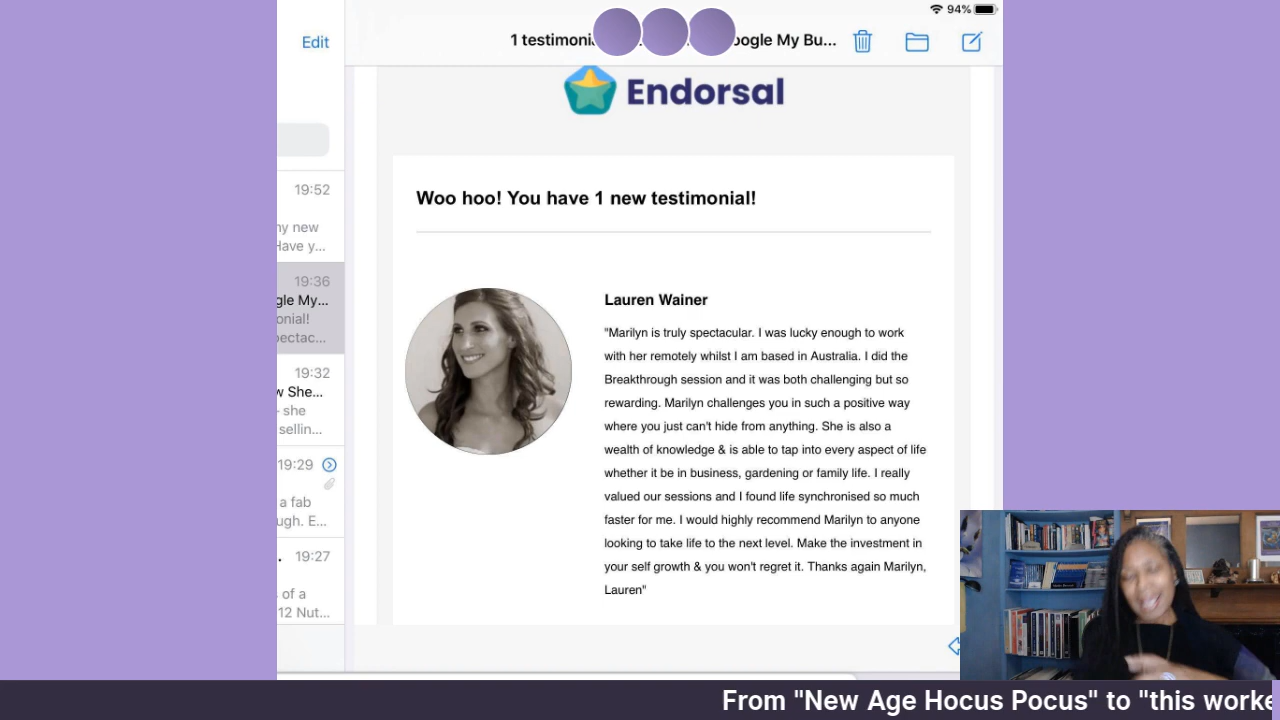 94%
Edit
1 testimoni
oogle My Bu...
Endorsal
19:52
ny new
Have y...
19:36
gle My...
onial!
pectac...
19:32
w She...
- she
sellin...
19:29
a fab
ugh. E...
19:27
s of a
12 Nut...
Woo hoo! You have 1 new testimonial!
Lauren Wainer
"Marilyn is truly spectacular. I was lucky enough to work
with her remotely whilst I am based in Australia. I did the
Breakthrough session and it was both challenging but so
rewarding. Marilyn challenges you in such a positive way
where you just can't hide from anything. She is also a
wealth of knowledge & is able to tap into every aspect of life
whether it be in business, gardening or family life. I really
valued our sessions and I found life synchronised so much
faster for me. I would highly recommend Marilyn to anyone
looking to take life to the next level. Make the investment in
your self growth & you won't regret it. Thanks again Marilyn,
Lauren"
From "New Age Hocus Pocus" to "this worke